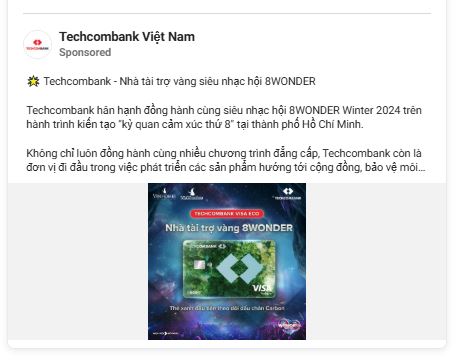 Techcombank Việt Nam
Sponsored
Techcombank - Nhà tài trợ vàng siêu nhạc hội 8WONDER
Techcombank hân hạnh đồng hành cùng siêu nhạc hội 8WONDER Winter 2024 trên
hành trình kiến tạo "kỳ quan cảm xúc thứ 8" tại thành phố Hồ Chí Minh.
Không chỉ luôn đồng hành cùng nhiều chương trình đẳng cấp, Techcombank còn là
đơn vị đi đầu trong việc phát triển các sản phẩm hướng tới cộng đồng, bảo vệ môi...
TECHCOMBANK
TECHCOMBANK VISA ECO
Nhà tài trợ vàng 8WONDER
TECHCOMBANK
VISA
Thẻ xanh đầu tiên theo dõi dấu chân Carbon